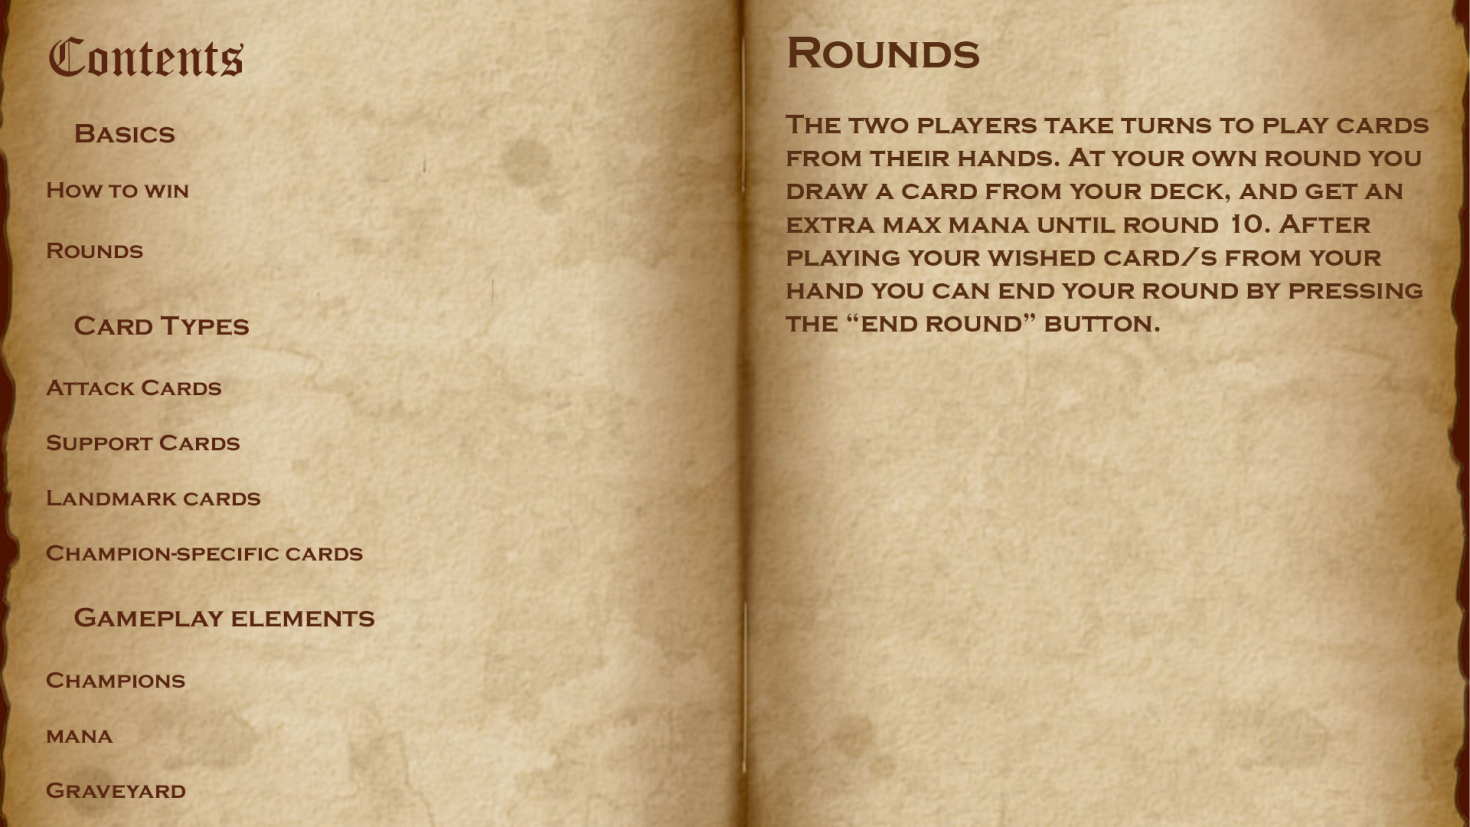 Contents
Basics
How to win
Rounds
Card Types
Attack Cards
Support Cards
Landmark cards
Champion-specific cards
Gameplay elements
Champions
mana
Graveyard
Rounds
The two players take turns to play cards
from their hands. At your own round you
draw a card from your deck, and get an
extra max mana until round 10. After
playing your wished card/s from your
hand you can end your round by pressing
the “end round” button.